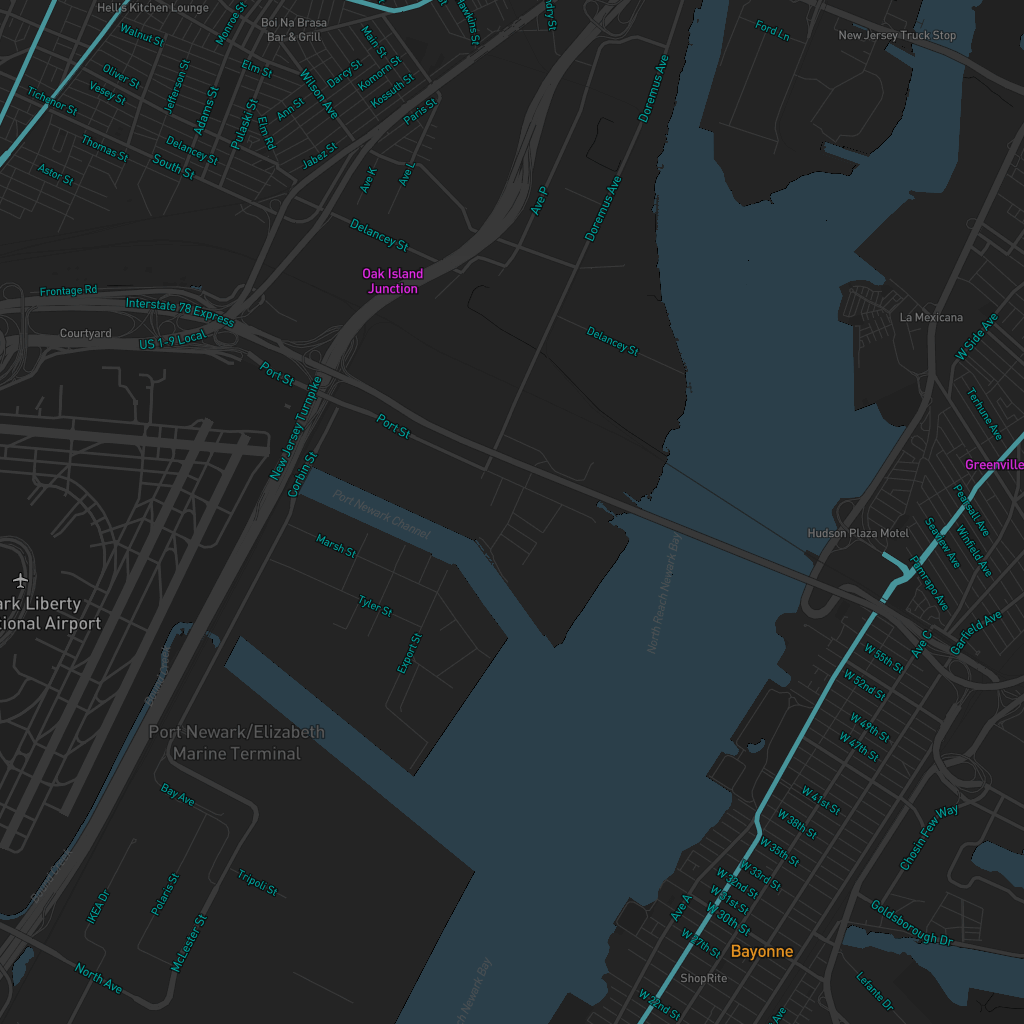 Hell's Kitchen Lounge
Boi Na Brasa
Bar & Grill
New Jersey Truck Stop
Ford Ln
Walnut St
Monroe St
Main St
Komorn St
Darcy St
Kossuth St
Elm St
Wilson Ave
Oliver St
Vesey St
Jefferson St
Adams St
Pulaski St
Ann St
Elm Rd
Paris St
Tichenor St
Thomas St
Delancey St
South St
Jabez St
Astor St
Ave K
Ave L
Ave P
Doremus Ave
Doremus Ave
Delancey St
Oak Island
Junction
Frontage Rd
Interstate 78 Express
US 1-9 Local
Courtyard
La Mexicana
W Side Ave
Delancey St
Port St
New Jersey Turnpike
Port St
Terhune Ave
Corbin St
Greenville
Port Newark Channel
Pearsall Ave
Seaview Ave
Winfield Ave
Hudson Plaza Motel
Marsh St
Pamrapo Ave
ark Liberty
tional Airport
Tyler St
Export St
North Reach Newark Bay
Garfield Ave
Ave C
W 55th St
W 52nd St
W 49th St
W 47th St
Port Newark/Elizabeth
Marine Terminal
Bay Ave
W 41st St
W 38th St
W 35th St
W 33rd St
W 32nd St
W 31st St
W 30th St
W 27th St
Chosin Few Way
Ave A
Tripoli St
Polaris St
IKEA Dr
McLester St
Goldsborough Dr
Bayonne
ShopRite
North Ave
Lefante Dr
W 22nd St
Ave
Newark Bay